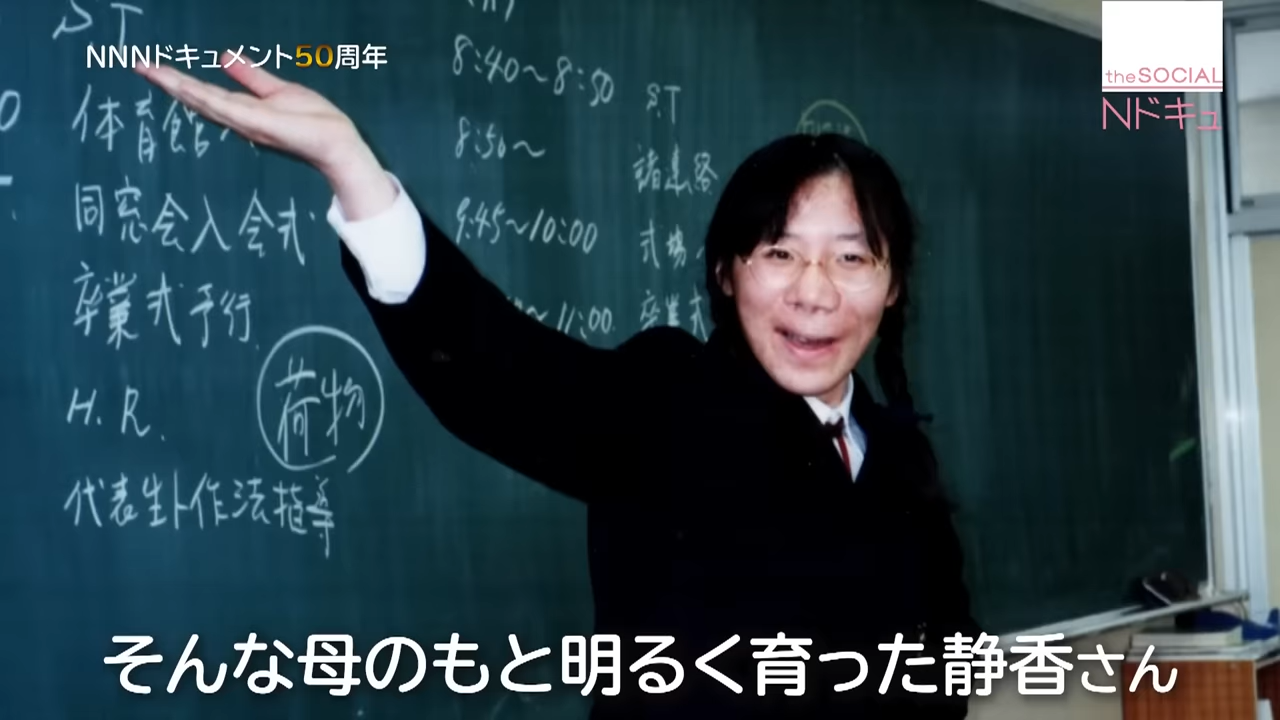 NNNドキュメント50周年
theSOCIAL
Nドキュ
ST
体育館へ
同窓会入会式
卒業式予行
H.R.
荷物
代表生ト作法指導
8:40〜8:50
8:50〜
9:45〜10:00
11:00
S.T
諸連絡
式場へ
卒業式
そんな母のもと明るく育った静香さん